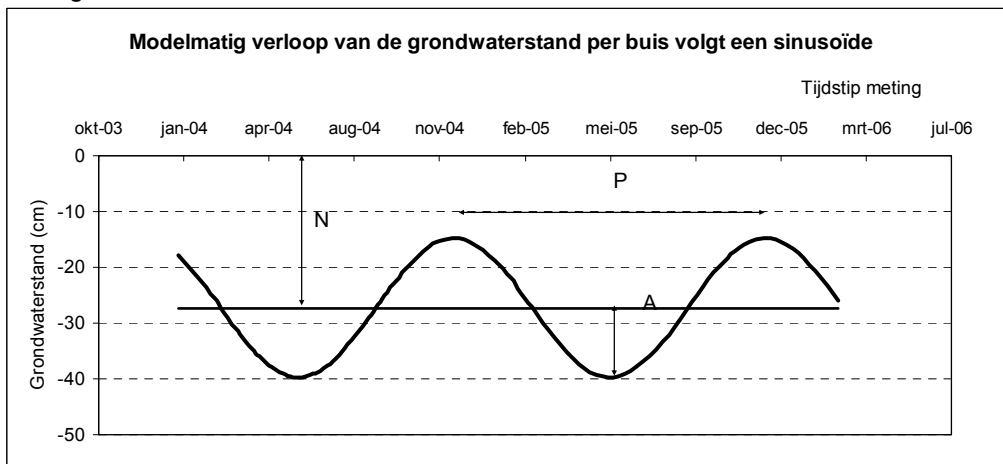 Modelmatig verloop van de grondwaterstand per buis volgt een sinusoïde
Tijdstip meting
okt-03 jan-04 apr-04 aug-04 nov-04 feb-05 mei-05 sep-05 dec-05 mrt-06 jul-06
0
P
-10
N
-20
A
-30
-40
-50
Grondwaterstand (cm)